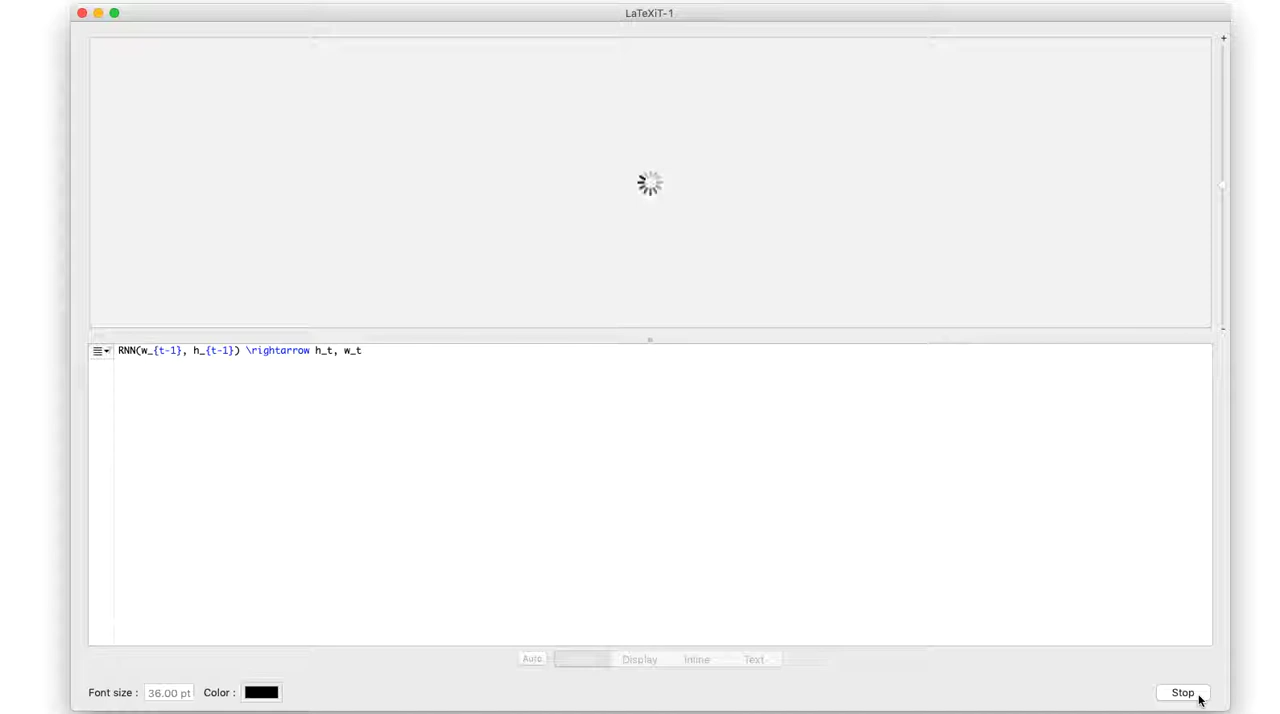 LaTeXiT-1
+
-
RNN(w_{t-1}, h_{t-1}) \rightarrow h_t, w_t
Auto Display Inline Text
Font size : 36.00 pt Color : Stop